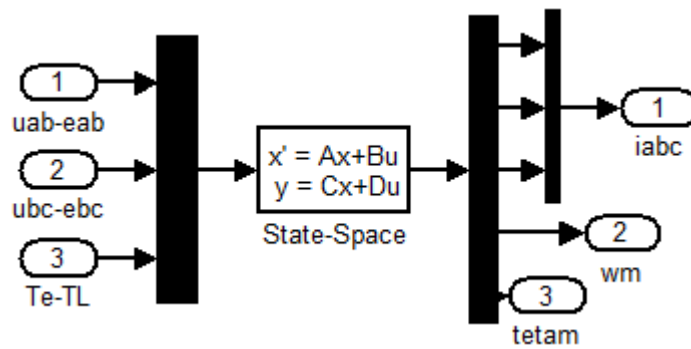 1
uab-eab
2
ubc-ebc
3
Te-TL
x' = Ax+Bu
y = Cx+Du
State-Space
1
iabc
2
wm
3
tetam